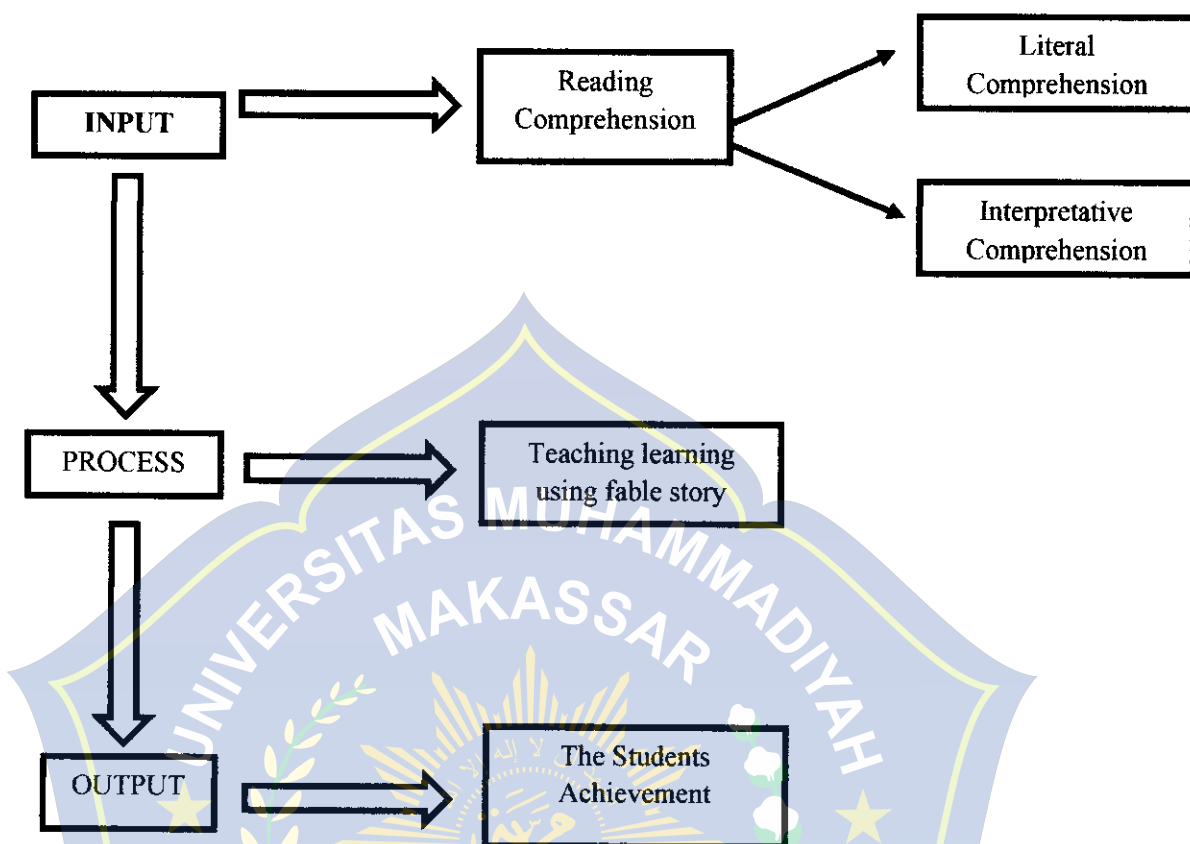 INPUT
Reading
Comprehension
Literal
Comprehension
Interpretative
Comprehension
PROCESS
Teaching learning
using fable story
UNIVERSITAS MUHAMMADIYAH
MAKASSAR
OUTPUT
The Students
Achievement